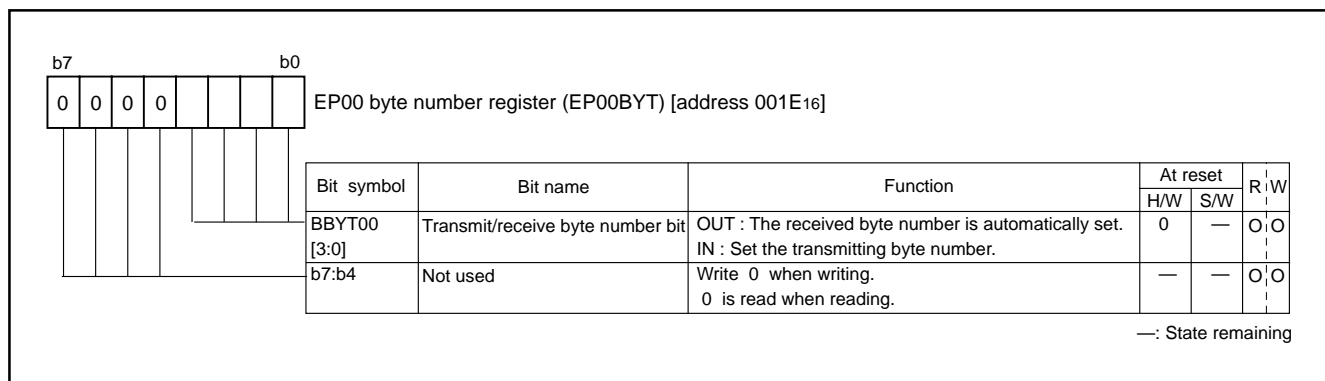 b7 b0
0 0 0 0
EP00 byte number register (EP00BYT) [address 001E16]
Bit symbol Bit name Function At reset R W
H/W S/W
BBYT00 Transmit/receive byte number bit OUT : The received byte number is automatically set. 0 — O O
[3:0] IN : Set the transmitting byte number.
b7:b4 Not used Write 0 when writing. — — O O
0 is read when reading.
—: State remaining